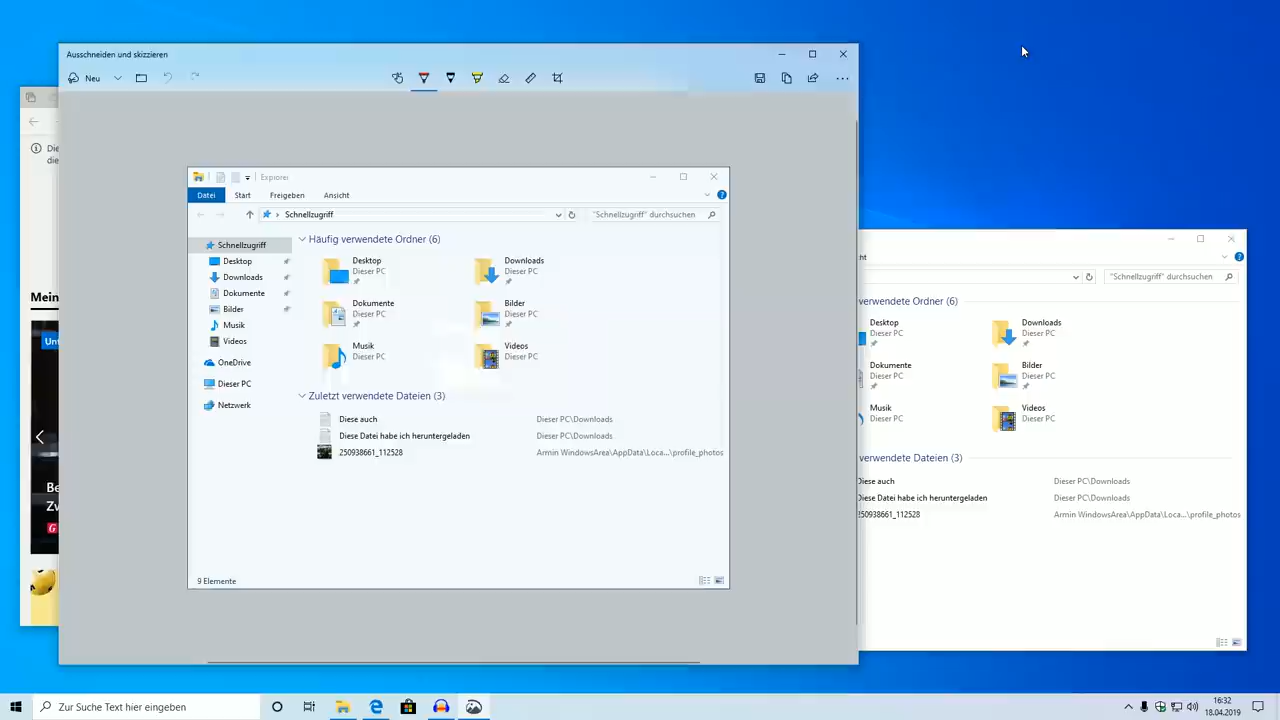 Ausschneiden und skizzieren
Neu
Die
die
Mein
Unt
Be
Zv
G
Explorer
Datei Start Freigeben Ansicht
Schnellzugriff
"Schnellzugriff" durchsuchen
Schnellzugriff
Desktop
Downloads
Dokumente
Bilder
Musik
Videos
OneDrive
Dieser PC
Netzwerk
Häufig verwendete Ordner (6)
Desktop
Dieser PC
Downloads
Dieser PC
Dokumente
Dieser PC
Bilder
Dieser PC
Musik
Dieser PC
Videos
Dieser PC
Zuletzt verwendete Dateien (3)
Diese auch Dieser PC\Downloads
Diese Datei habe ich heruntergeladen Dieser PC\Downloads
250938661_112528 Armin WindowsArea\AppData\Loca...\profile_photos
9 Elemente
ht
"Schnellzugriff" durchsuchen
verwendete Ordner (6)
Desktop
Dieser PC
Downloads
Dieser PC
Dokumente
Dieser PC
Bilder
Dieser PC
Musik
Dieser PC
Videos
Dieser PC
verwendete Dateien (3)
Diese auch Dieser PC\Downloads
Diese Datei habe ich heruntergeladen Dieser PC\Downloads
250938661_112528 Armin WindowsArea\AppData\Loca...\profile_photos
Zur Suche Text hier eingeben
16:32
18.04.2019